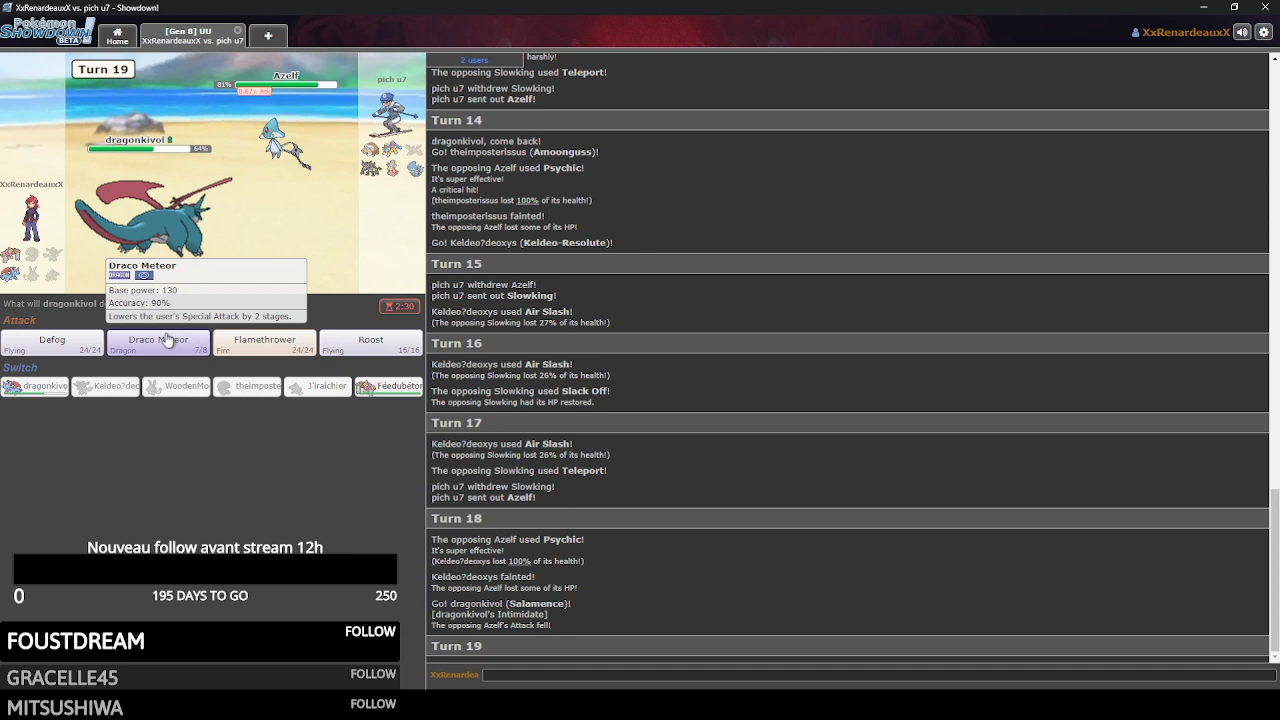 XxRenardeauxX vs. pich u7 - Showdown
Pokémon
SHOWDOWN!
BETA
Home
[Gen 8] UU
XxRenardeauxX vs. pich u7
+
XxRenardeauxX
Turn 19
Azelf
81%
0.67x Atk
pich u7
dragonkivol
64%
XxRenardeauxX
Draco Meteor
DRAGON
Base power: 130
Accuracy: 90%
Lowers the user's Special Attack by 2 stages.
What will dragonkivol d
2:30
Attack
Defog
Flying 24/24
Draco Meteor
Dragon 7/8
Flamethrower
Fire 24/24
Roost
Flying 16/16
Switch
dragonkivo
Keldeo?deo
WoodenMo
theimposte
J'iraichier
Féedubéton
Nouveau follow avant stream 12h
0 195 DAYS TO GO 250
FOUSTDREAM FOLLOW
GRACELLE45 FOLLOW
MITSUSHIWA FOLLOW
2 users
harshly!
The opposing Slowking used Teleport!
pich u7 withdrew Slowking!
pich u7 sent out Azelf!
Turn 14
dragonkivol, come back!
Go! theimposterissus (Amoonguss)!
The opposing Azelf used Psychic!
It's super effective!
A critical hit!
(theimposterissus lost 100% of its health!)
theimposterissus fainted!
The opposing Azelf lost some of its HP!
Go! Keldeo?deoxys (Keldeo-Resolute)!
Turn 15
pich u7 withdrew Azelf!
pich u7 sent out Slowking!
Keldeo?deoxys used Air Slash!
(The opposing Slowking lost 27% of its health!)
Turn 16
Keldeo?deoxys used Air Slash!
(The opposing Slowking lost 26% of its health!)
The opposing Slowking used Slack Off!
The opposing Slowking had its HP restored.
Turn 17
Keldeo?deoxys used Air Slash!
(The opposing Slowking lost 26% of its health!)
The opposing Slowking used Teleport!
pich u7 withdrew Slowking!
pich u7 sent out Azelf!
Turn 18
The opposing Azelf used Psychic!
It's super effective!
(Keldeo?deoxys lost 100% of its health!)
Keldeo?deoxys fainted!
The opposing Azelf lost some of its HP!
Go! dragonkivol (Salamence)!
[dragonkivol's Intimidate]
The opposing Azelf's Attack fell!
Turn 19
XxRenardea